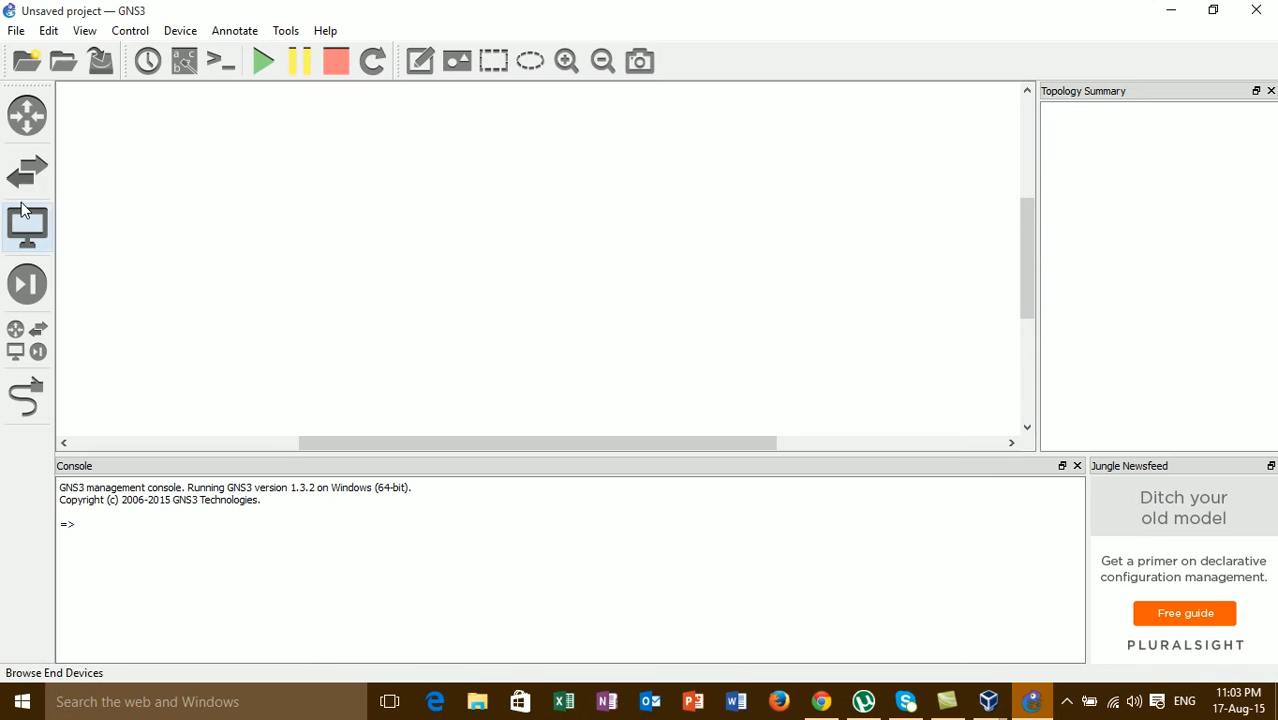 Unsaved project — GNS3
File Edit View Control Device Annotate Tools Help
Topology Summary
Console
GNS3 management console. Running GNS3 version 1.3.2 on Windows (64-bit).
Copyright (c) 2006-2015 GNS3 Technologies.
=>
Jungle Newsfeed
Ditch your
old model
Get a primer on declarative
configuration management.
Free guide
PLURALSIGHT
Browse End Devices
Search the web and Windows
ENG
11:03 PM
17-Aug-15